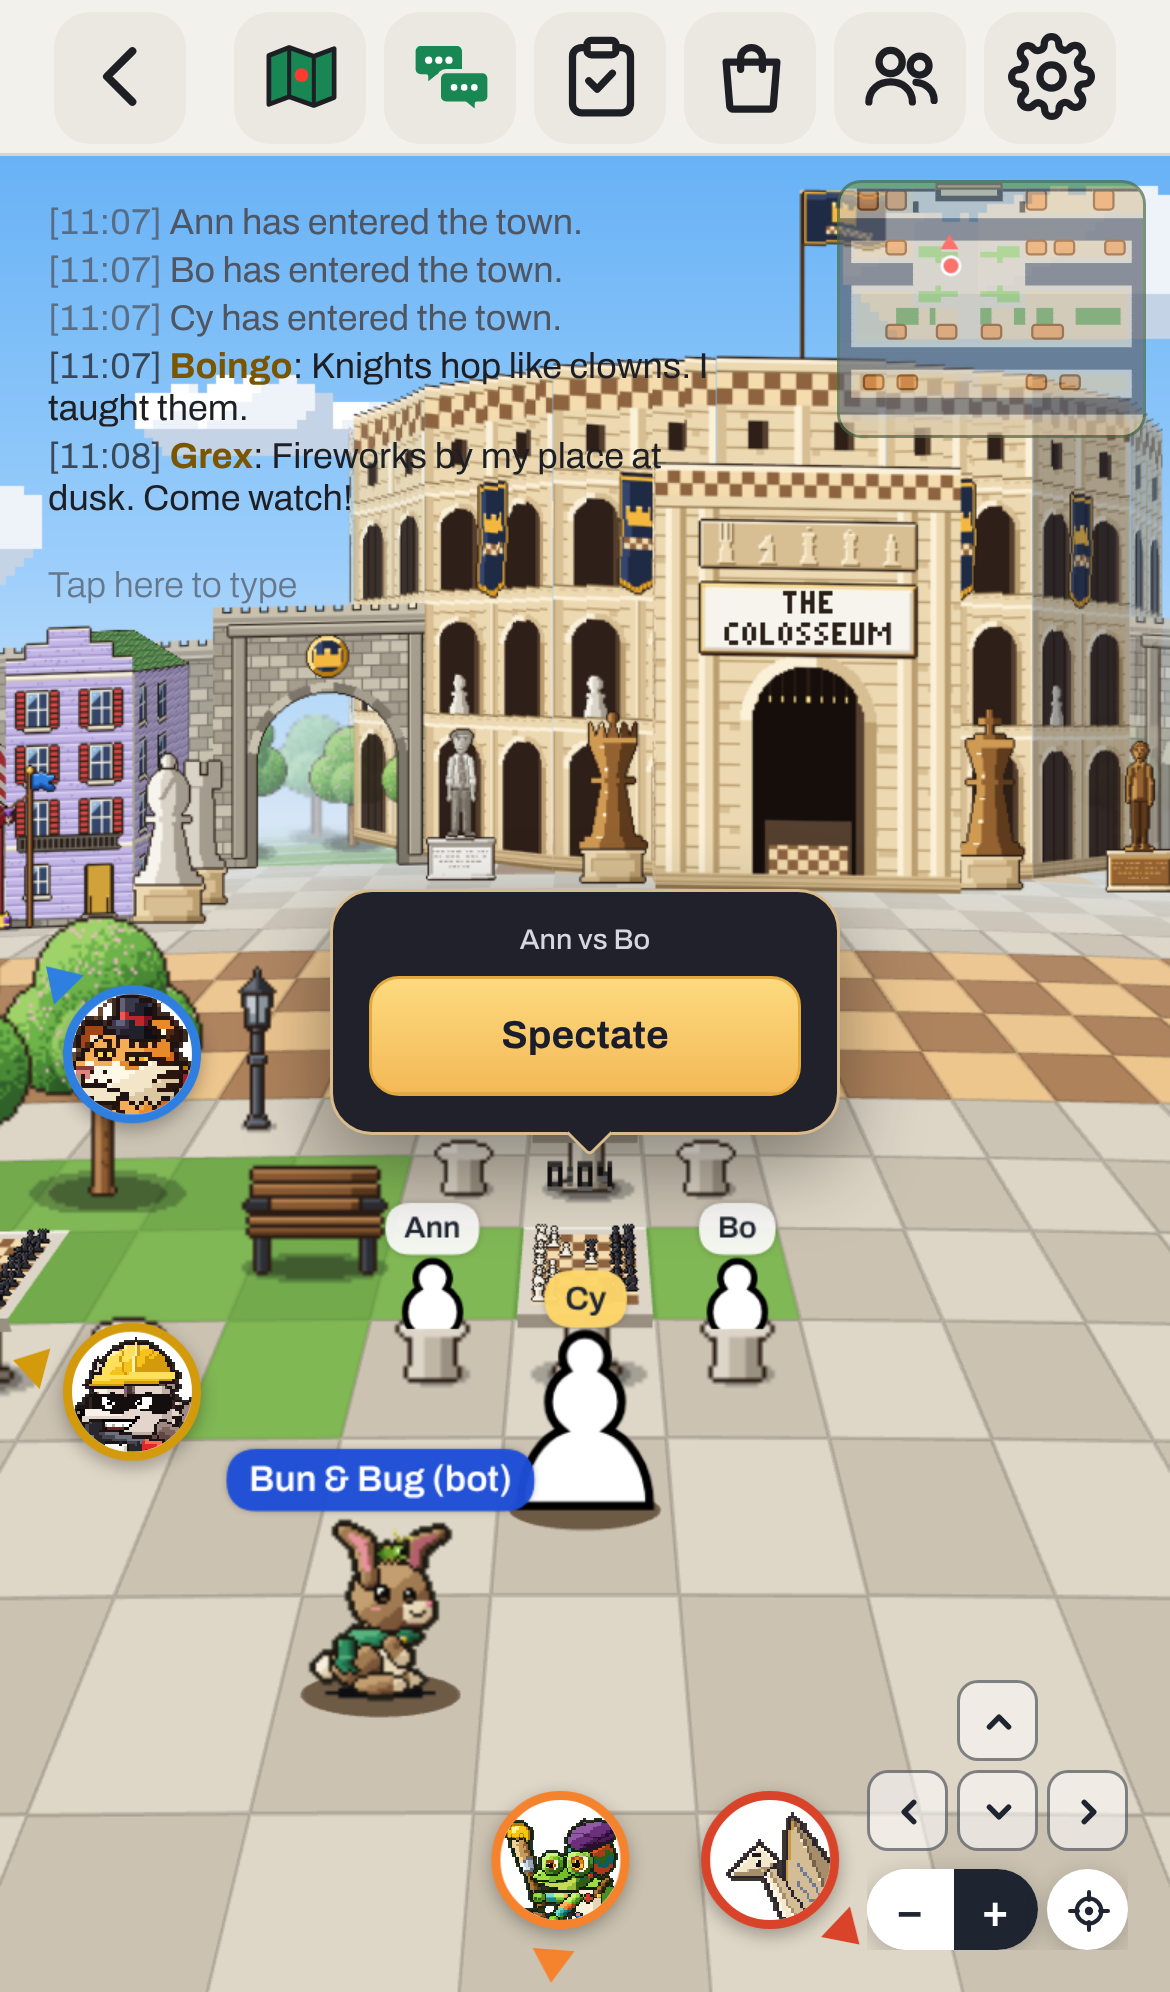 [11:07] Ann has entered the town.
[11:07] Bo has entered the town.
[11:07] Cy has entered the town.
[11:07] Boingo: Knights hop like clowns. I
taught them.
[11:08] Grex: Fireworks by my place at
dusk. Come watch!
Tap here to type
THE
COLOSSEUM
Ann vs Bo
Spectate
0:04
Ann
Bo
Cy
Bun & Bug (bot)